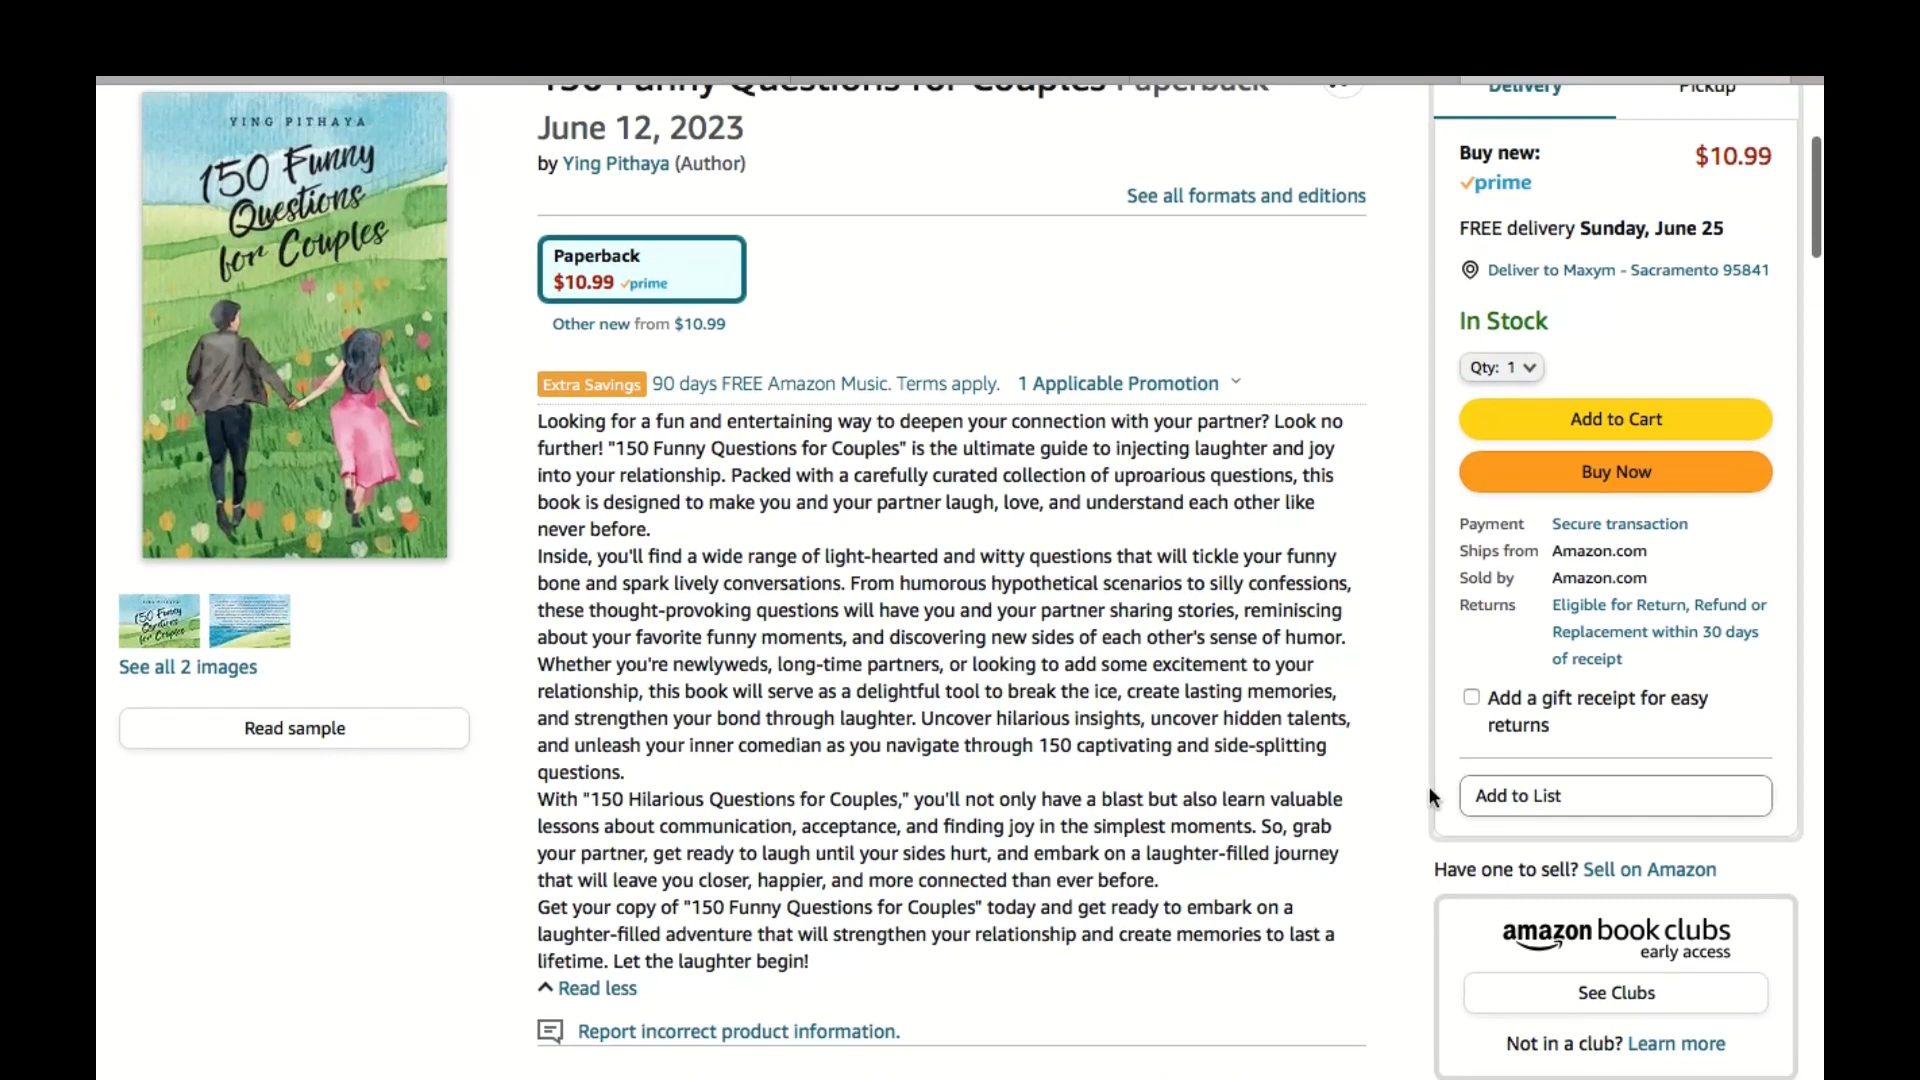 150 Funny Questions for Couples Paperback
June 12, 2023
by Ying Pithaya (Author)
See all formats and editions
Paperback
$10.99 prime
Other new from $10.99
Extra Savings 90 days FREE Amazon Music. Terms apply. 1 Applicable Promotion
Looking for a fun and entertaining way to deepen your connection with your partner? Look no
further! "150 Funny Questions for Couples" is the ultimate guide to injecting laughter and joy
into your relationship. Packed with a carefully curated collection of uproarious questions, this
book is designed to make you and your partner laugh, love, and understand each other like
never before.
Inside, you'll find a wide range of light-hearted and witty questions that will tickle your funny
bone and spark lively conversations. From humorous hypothetical scenarios to silly confessions,
these thought-provoking questions will have you and your partner sharing stories, reminiscing
about your favorite funny moments, and discovering new sides of each other's sense of humor.
Whether you're newlyweds, long-time partners, or looking to add some excitement to your
relationship, this book will serve as a delightful tool to break the ice, create lasting memories,
and strengthen your bond through laughter. Uncover hilarious insights, uncover hidden talents,
and unleash your inner comedian as you navigate through 150 captivating and side-splitting
questions.
With "150 Hilarious Questions for Couples," you'll not only have a blast but also learn valuable
lessons about communication, acceptance, and finding joy in the simplest moments. So, grab
your partner, get ready to laugh until your sides hurt, and embark on a laughter-filled journey
that will leave you closer, happier, and more connected than ever before.
Get your copy of "150 Funny Questions for Couples" today and get ready to embark on a
laughter-filled adventure that will strengthen your relationship and create memories to last a
lifetime. Let the laughter begin!
Read less
Report incorrect product information.
YING PITHAYA
150 Funny
Questions
for Couples
150 Funny
Questions
for Couples
See all 2 images
Read sample
Delivery Pickup
Buy new: $10.99
prime
FREE delivery Sunday, June 25
Deliver to Maxym - Sacramento 95841
In Stock
Qty: 1
Add to Cart
Buy Now
Payment Secure transaction
Ships from Amazon.com
Sold by Amazon.com
Returns Eligible for Return, Refund or
Replacement within 30 days
of receipt
Add a gift receipt for easy
returns
Add to List
Have one to sell? Sell on Amazon
amazon book clubs
early access
See Clubs
Not in a club? Learn more